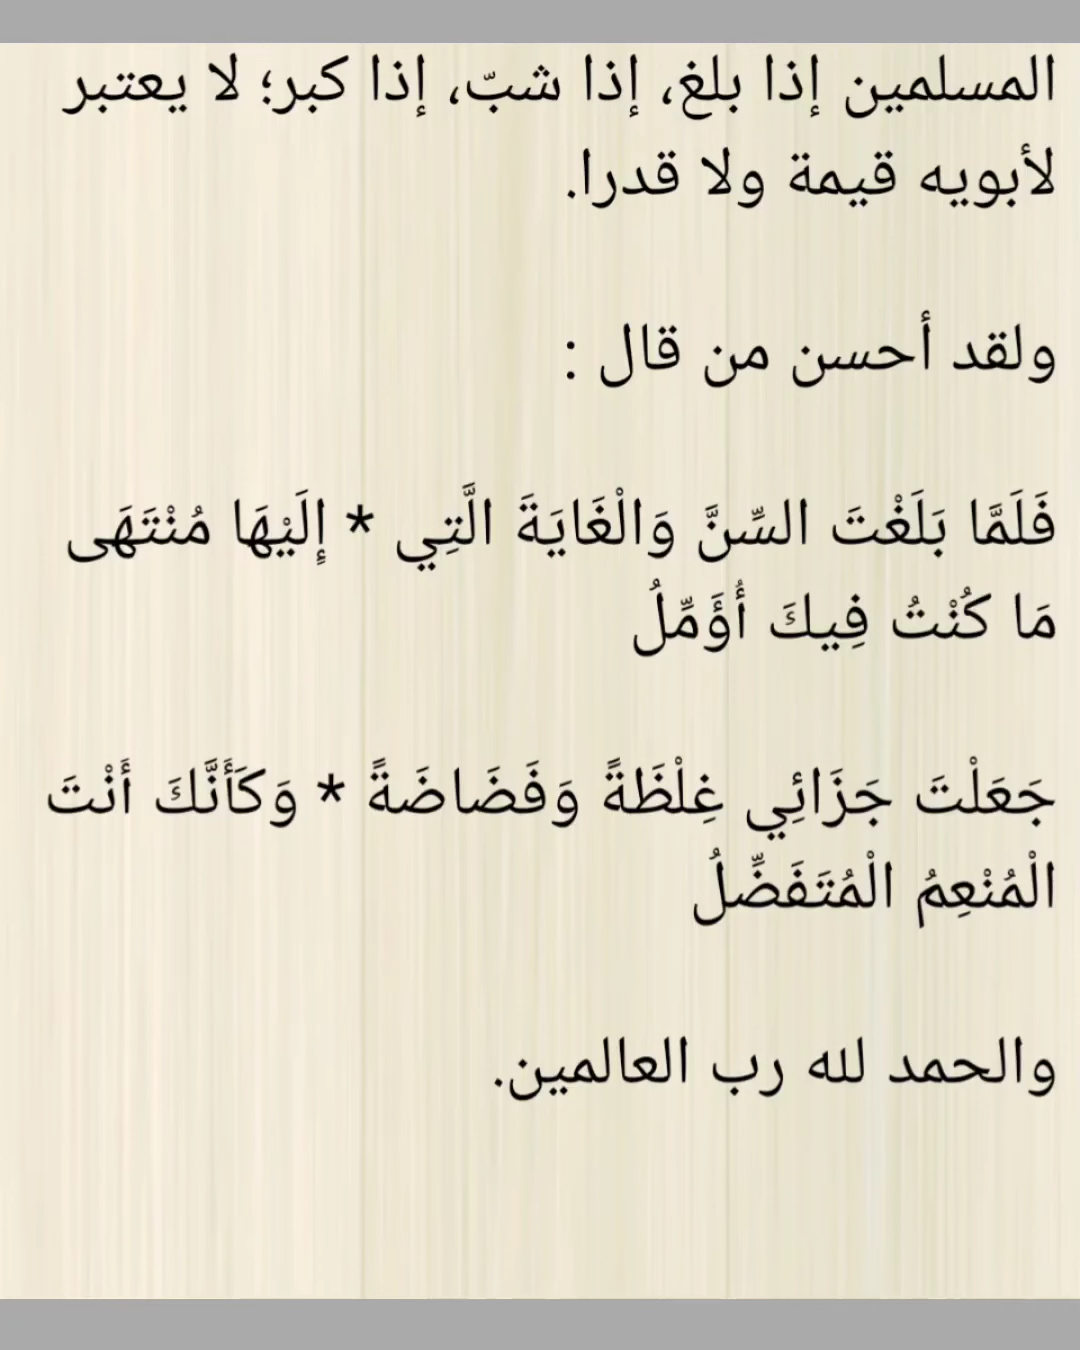 المسلمين إذا بلغ، إذا شبّ، إذا كبر؛ لا يعتبر
لأبويه قيمة ولا قدرا.
ولقد أحسن من قال :
فَلَمَّا بَلَغْتَ السِّنَّ وَالْغَايَةَ الَّتِي * إِلَيْهَا مُنْتَهَى
مَا كُنْتُ فِيكَ أُؤَمِّلُ
جَعَلْتَ جَزَائِي غِلْظَةً وَفَضَاضَةً * وَكَأَنَّكَ أَنْتَ
الْمُنْعِمُ الْمُتَفَضِّلُ
والحمد لله رب العالمين.